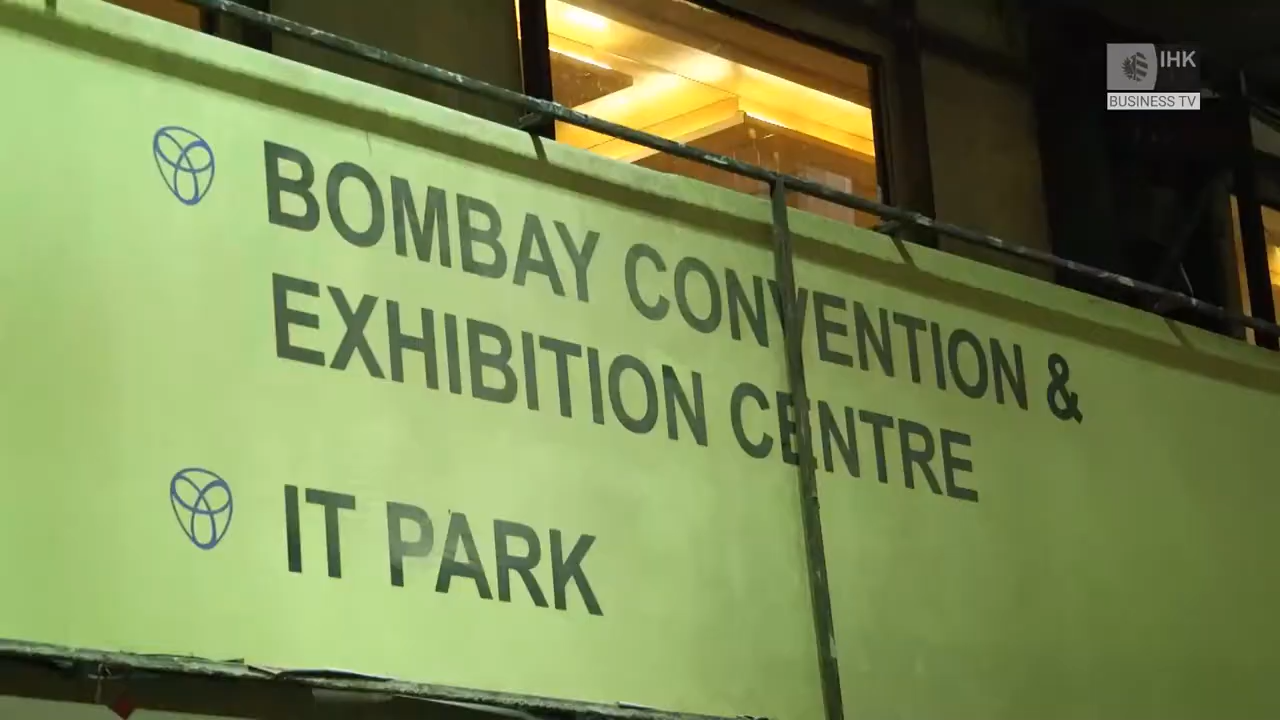 IHK
BUSINESS TV
BOMBAY CONVENTION &
EXHIBITION CENTRE
IT PARK